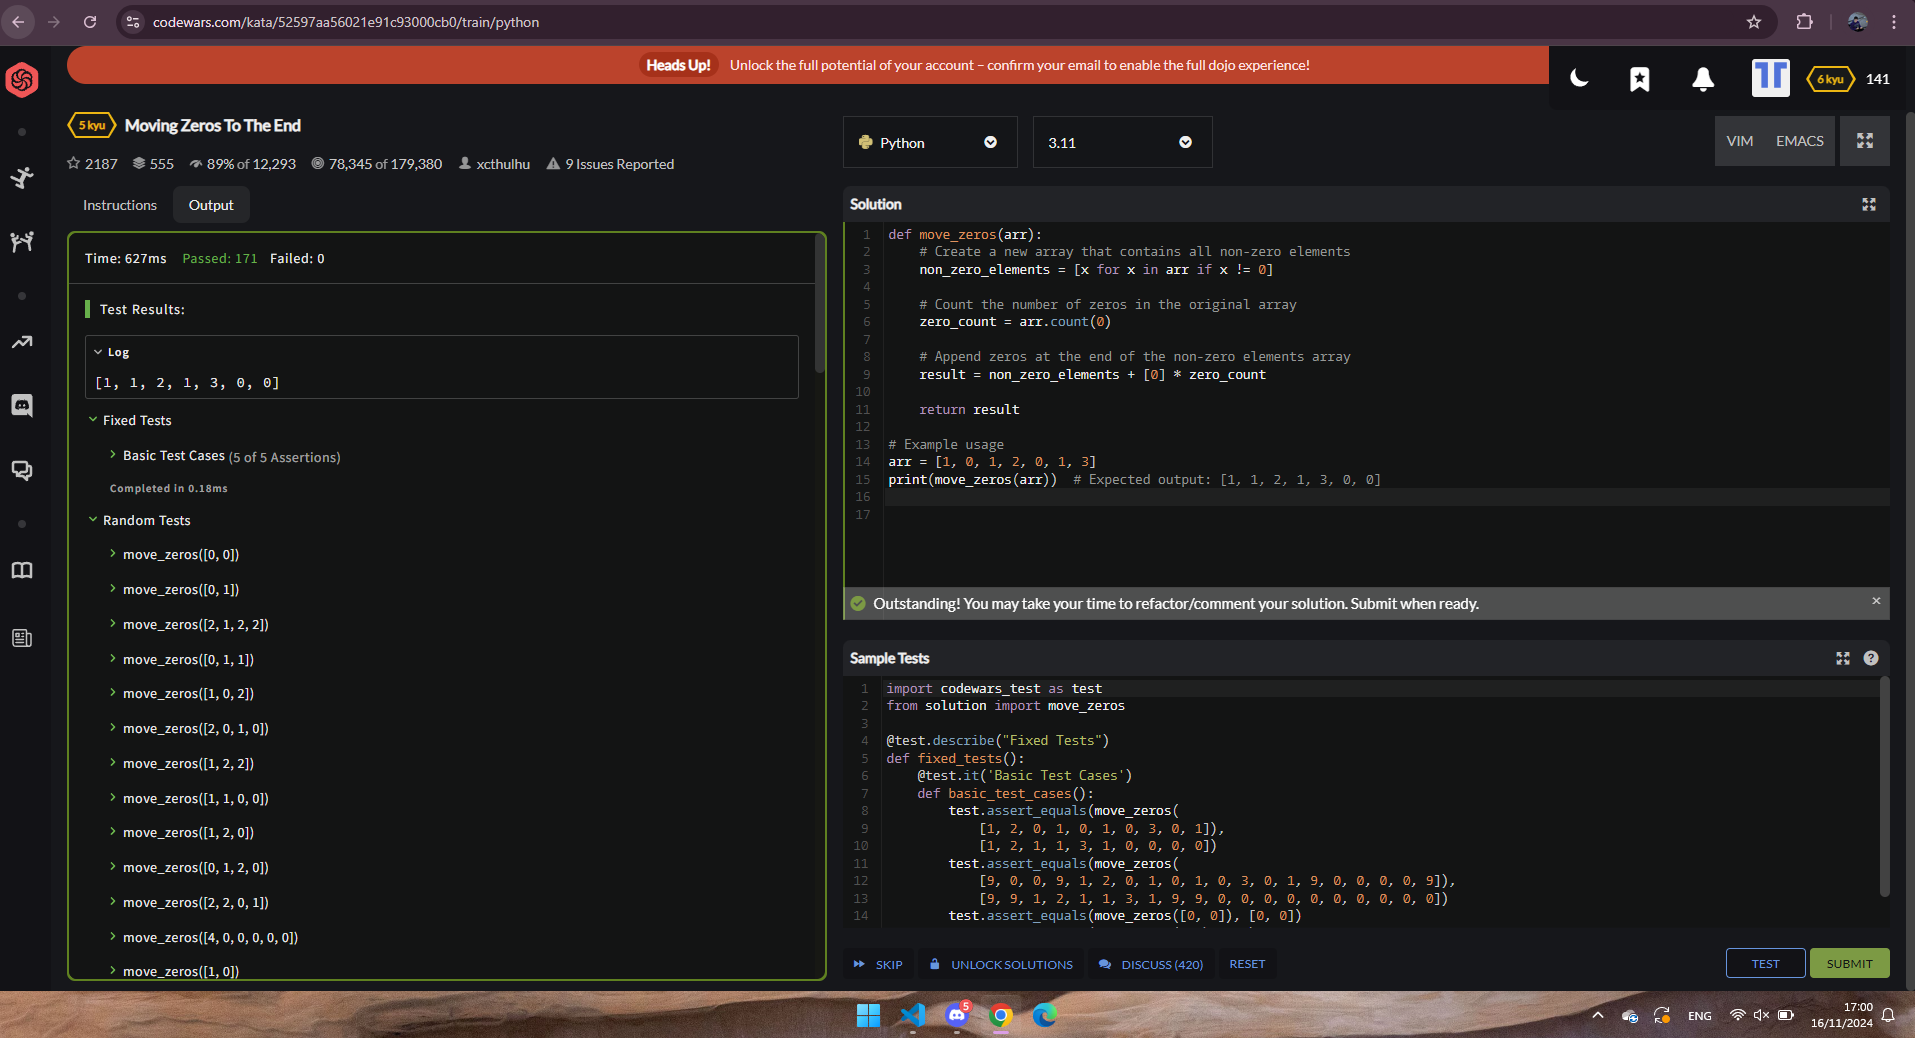 codewars.com/kata/52597aa56021e91c93000cb0/train/python
Heads Up! Unlock the full potential of your account – confirm your email to enable the full dojo experience!
6 kyu 141
5 kyu Moving Zeros To The End
2187 555 89% of 12,293 78,345 of 179,380 xcthulhu 9 Issues Reported
Instructions Output
Time: 627ms Passed: 171 Failed: 0
Test Results:
Log
[1, 1, 2, 1, 3, 0, 0]
Fixed Tests
Basic Test Cases (5 of 5 Assertions)
Completed in 0.18ms
Random Tests
move_zeros([0, 0])
move_zeros([0, 1])
move_zeros([2, 1, 2, 2])
move_zeros([0, 1, 1])
move_zeros([1, 0, 2])
move_zeros([2, 0, 1, 0])
move_zeros([1, 2, 2])
move_zeros([1, 1, 0, 0])
move_zeros([1, 2, 0])
move_zeros([0, 1, 2, 0])
move_zeros([2, 2, 0, 1])
move_zeros([4, 0, 0, 0, 0, 0])
move_zeros([1, 0])
Python 3.11 VIM EMACS
Solution
1 def move_zeros(arr):
2 # Create a new array that contains all non-zero elements
3 non_zero_elements = [x for x in arr if x != 0]
4
5 # Count the number of zeros in the original array
6 zero_count = arr.count(0)
7
8 # Append zeros at the end of the non-zero elements array
9 result = non_zero_elements + [0] * zero_count
10
11 return result
12
13 # Example usage
14 arr = [1, 0, 1, 2, 0, 1, 3]
15 print(move_zeros(arr)) # Expected output: [1, 1, 2, 1, 3, 0, 0]
16
17
Outstanding! You may take your time to refactor/comment your solution. Submit when ready. ×
Sample Tests
1 import codewars_test as test
2 from solution import move_zeros
3
4 @test.describe("Fixed Tests")
5 def fixed_tests():
6 @test.it('Basic Test Cases')
7 def basic_test_cases():
8 test.assert_equals(move_zeros(
9 [1, 2, 0, 1, 0, 1, 0, 3, 0, 1]),
10 [1, 2, 1, 1, 3, 1, 0, 0, 0, 0])
11 test.assert_equals(move_zeros(
12 [9, 0, 0, 9, 1, 2, 0, 1, 0, 1, 0, 3, 0, 1, 9, 0, 0, 0, 0, 9]),
13 [9, 9, 1, 2, 1, 1, 3, 1, 9, 9, 0, 0, 0, 0, 0, 0, 0, 0, 0, 0])
14 test.assert_equals(move_zeros([0, 0]), [0, 0])
SKIP UNLOCK SOLUTIONS DISCUSS (420) RESET TEST SUBMIT
5
ENG
17:00
16/11/2024